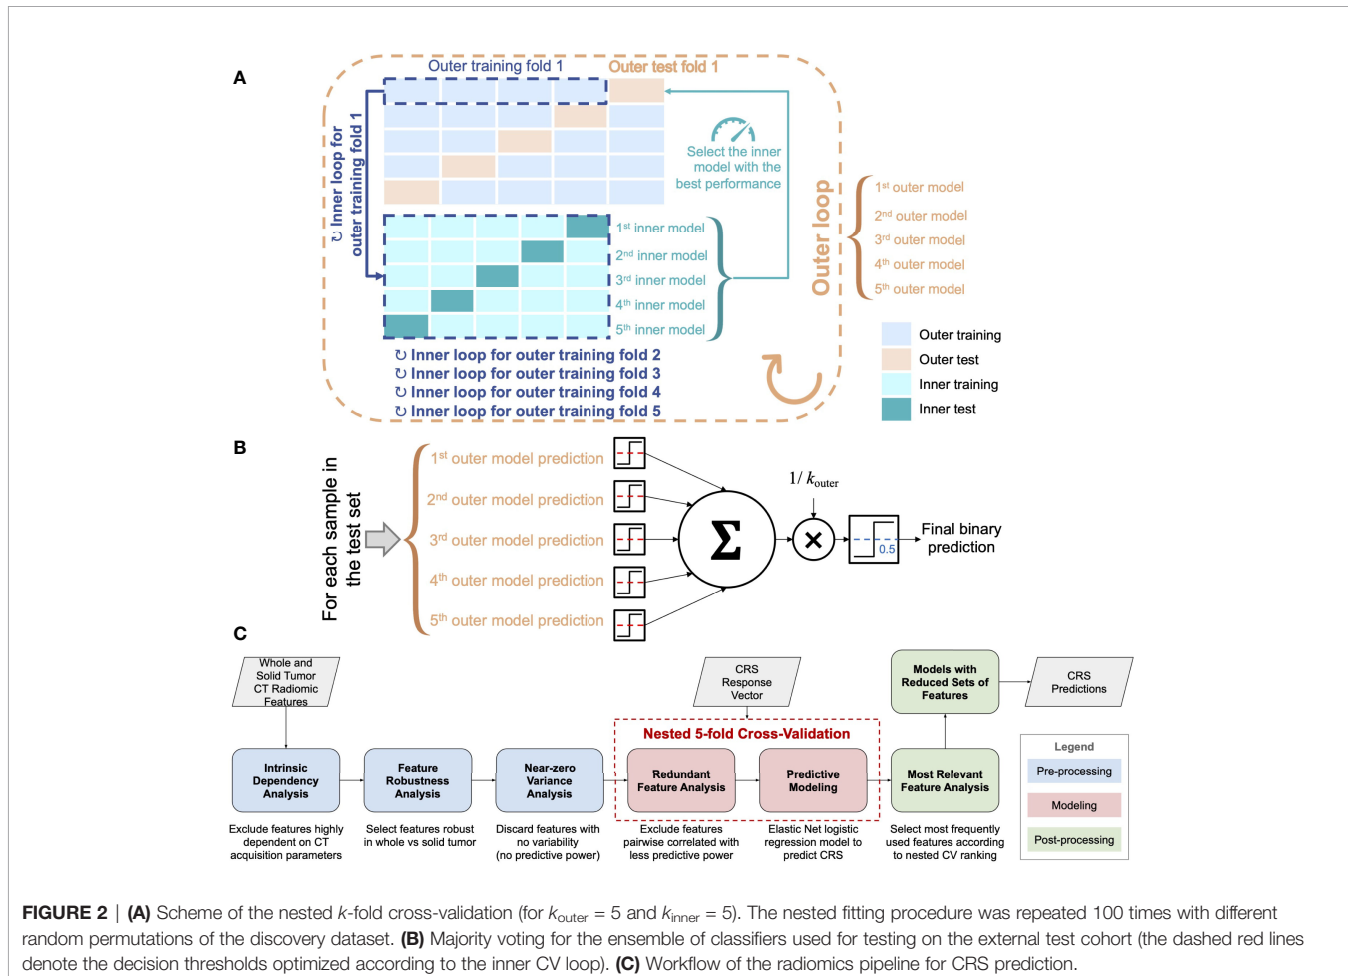 A
Outer training fold 1
Outer test fold 1
↻ Inner loop for
outer training fold 1
Select the inner
model with the
best performance
1st inner model
2nd inner model
3rd inner model
4th inner model
5th inner model
Outer loop
1st outer model
2nd outer model
3rd outer model
4th outer model
5th outer model
Outer training
Outer test
Inner training
Inner test
↻ Inner loop for outer training fold 2
↻ Inner loop for outer training fold 3
↻ Inner loop for outer training fold 4
↻ Inner loop for outer training fold 5
B
For each sample in
the test set
1st outer model prediction
2nd outer model prediction
3rd outer model prediction
4th outer model prediction
5th outer model prediction
Σ
1/ kouter
×
0.5
Final binary
prediction
C
Whole and
Solid Tumor
CT Radiomic
Features
CRS
Response
Vector
Models with
Reduced Sets of
Features
CRS
Predictions
Nested 5-fold Cross-Validation
Intrinsic
Dependency
Analysis
Feature
Robustness
Analysis
Near-zero
Variance
Analysis
Redundant
Feature Analysis
Predictive
Modeling
Most Relevant
Feature Analysis
Exclude features highly
dependent on CT
acquisition parameters
Select features robust
in whole vs solid tumor
Discard features with
no variability
(no predictive power)
Exclude features
pairwise correlated with
less predictive power
Elastic Net logistic
regression model to
predict CRS
Select most frequently
used features according
to nested CV ranking
Legend
Pre-processing
Modeling
Post-processing
FIGURE 2 | (A) Scheme of the nested k-fold cross-validation (for kouter = 5 and kinner = 5). The nested fitting procedure was repeated 100 times with different
random permutations of the discovery dataset. (B) Majority voting for the ensemble of classifiers used for testing on the external test cohort (the dashed red lines
denote the decision thresholds optimized according to the inner CV loop). (C) Workflow of the radiomics pipeline for CRS prediction.